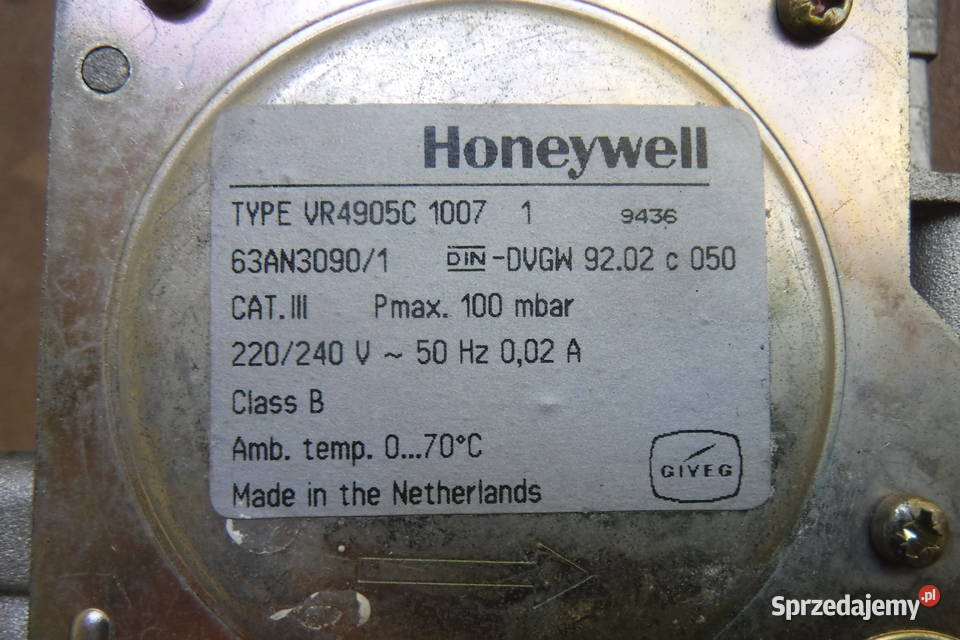 Honeywell
TYPE VR4905C 1007 1 9436
63AN3090/1 DIN-DVGW 92.02 c 050
CAT. III Pmax. 100 mbar
220/240 V ~ 50 Hz 0,02 A
Class B
Amb. temp. 0...70°C
GIVEG
Made in the Netherlands
Sprzedajemy.pl